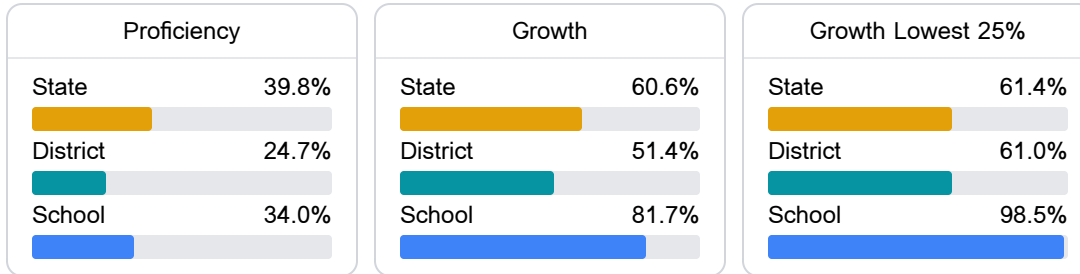 Proficiency
State 39.8%
District 24.7%
School 34.0%
Growth
State 60.6%
District 51.4%
School 81.7%
Growth Lowest 25%
State 61.4%
District 61.0%
School 98.5%